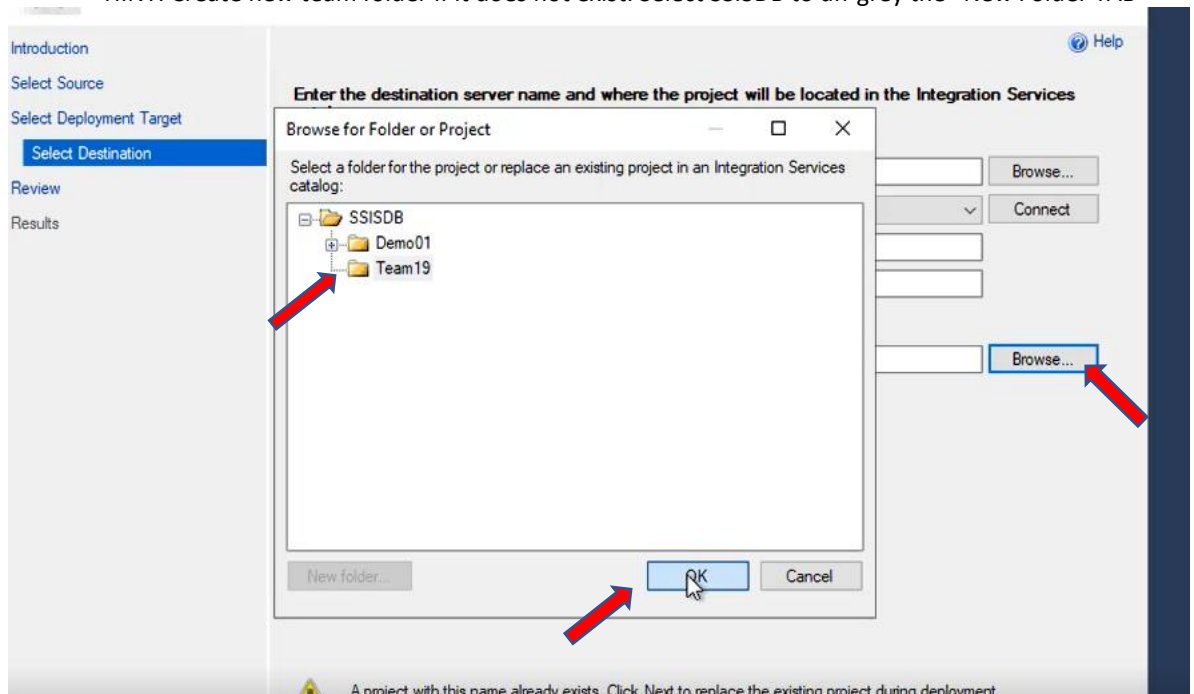 HINT: Create new team folder if it does not exist. Select SSISDB to un-grey the "New Folder" TAB
Help
Introduction
Select Source
Select Deployment Target
Select Destination
Review
Results
Enter the destination server name and where the project will be located in the Integration Services
Browse for Folder or Project
Select a folder for the project or replace an existing project in an Integration Services
catalog:
SSISDB
Demo01
Team19
New folder...
OK
Cancel
Browse...
Connect
Browse...
A project with this name already exists. Click Next to replace the existing project during deployment